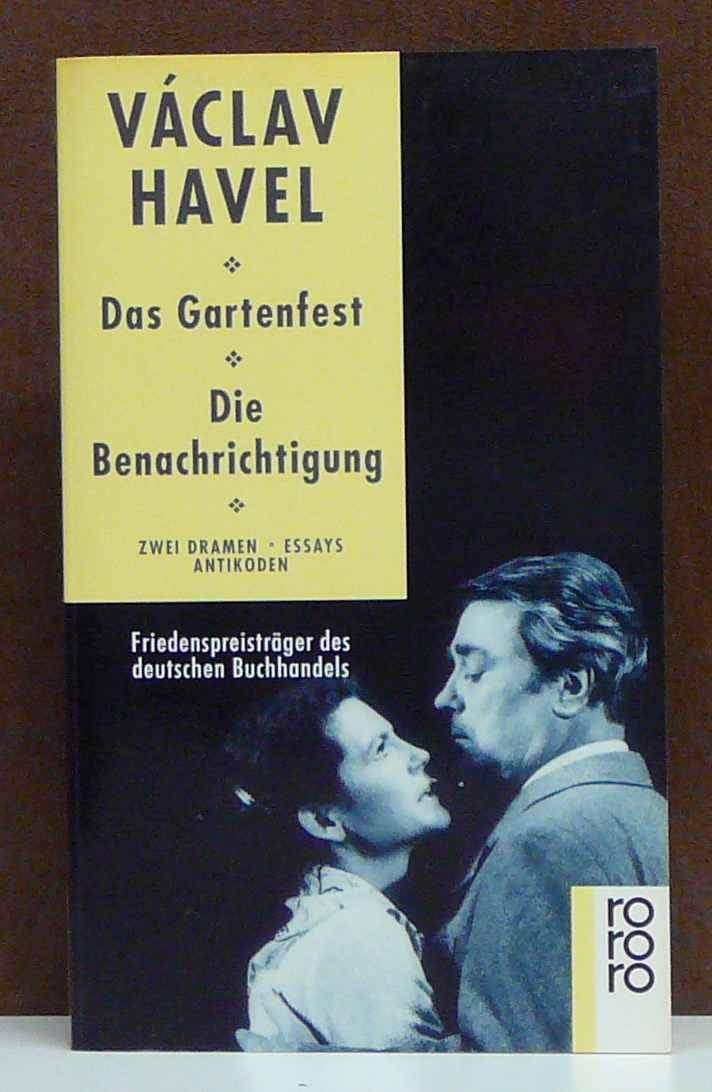 VÁCLAV
HAVEL
Das Gartenfest
Die
Benachrichtigung
ZWEI DRAMEN • ESSAYS
ANTIKODEN
Friedenspreisträger des
deutschen Buchhandels
ro
ro
ro